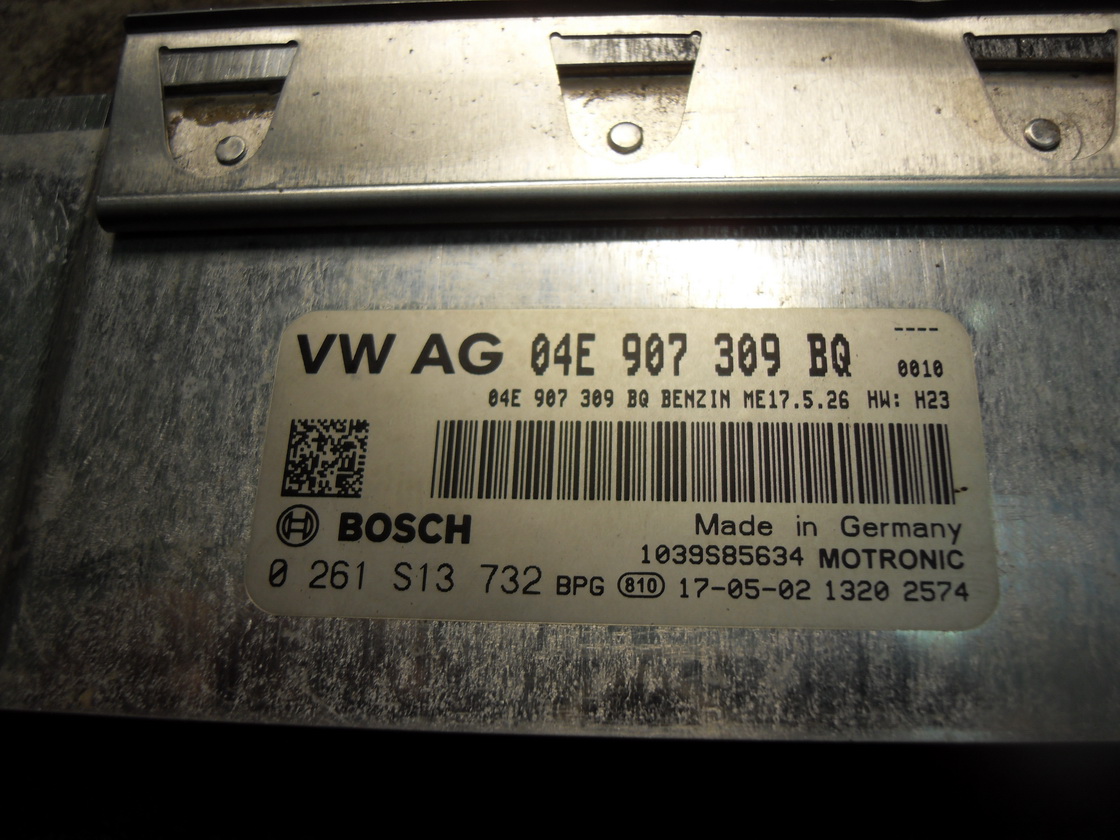 VW AG 04E 907 309 BQ ----
0010
04E 907 309 BQ BENZIN ME17.5.26 HW: H23
BOSCH Made in Germany
1039S85634 MOTRONIC
0 261 S13 732 BPG 810 17-05-02 1320 2574